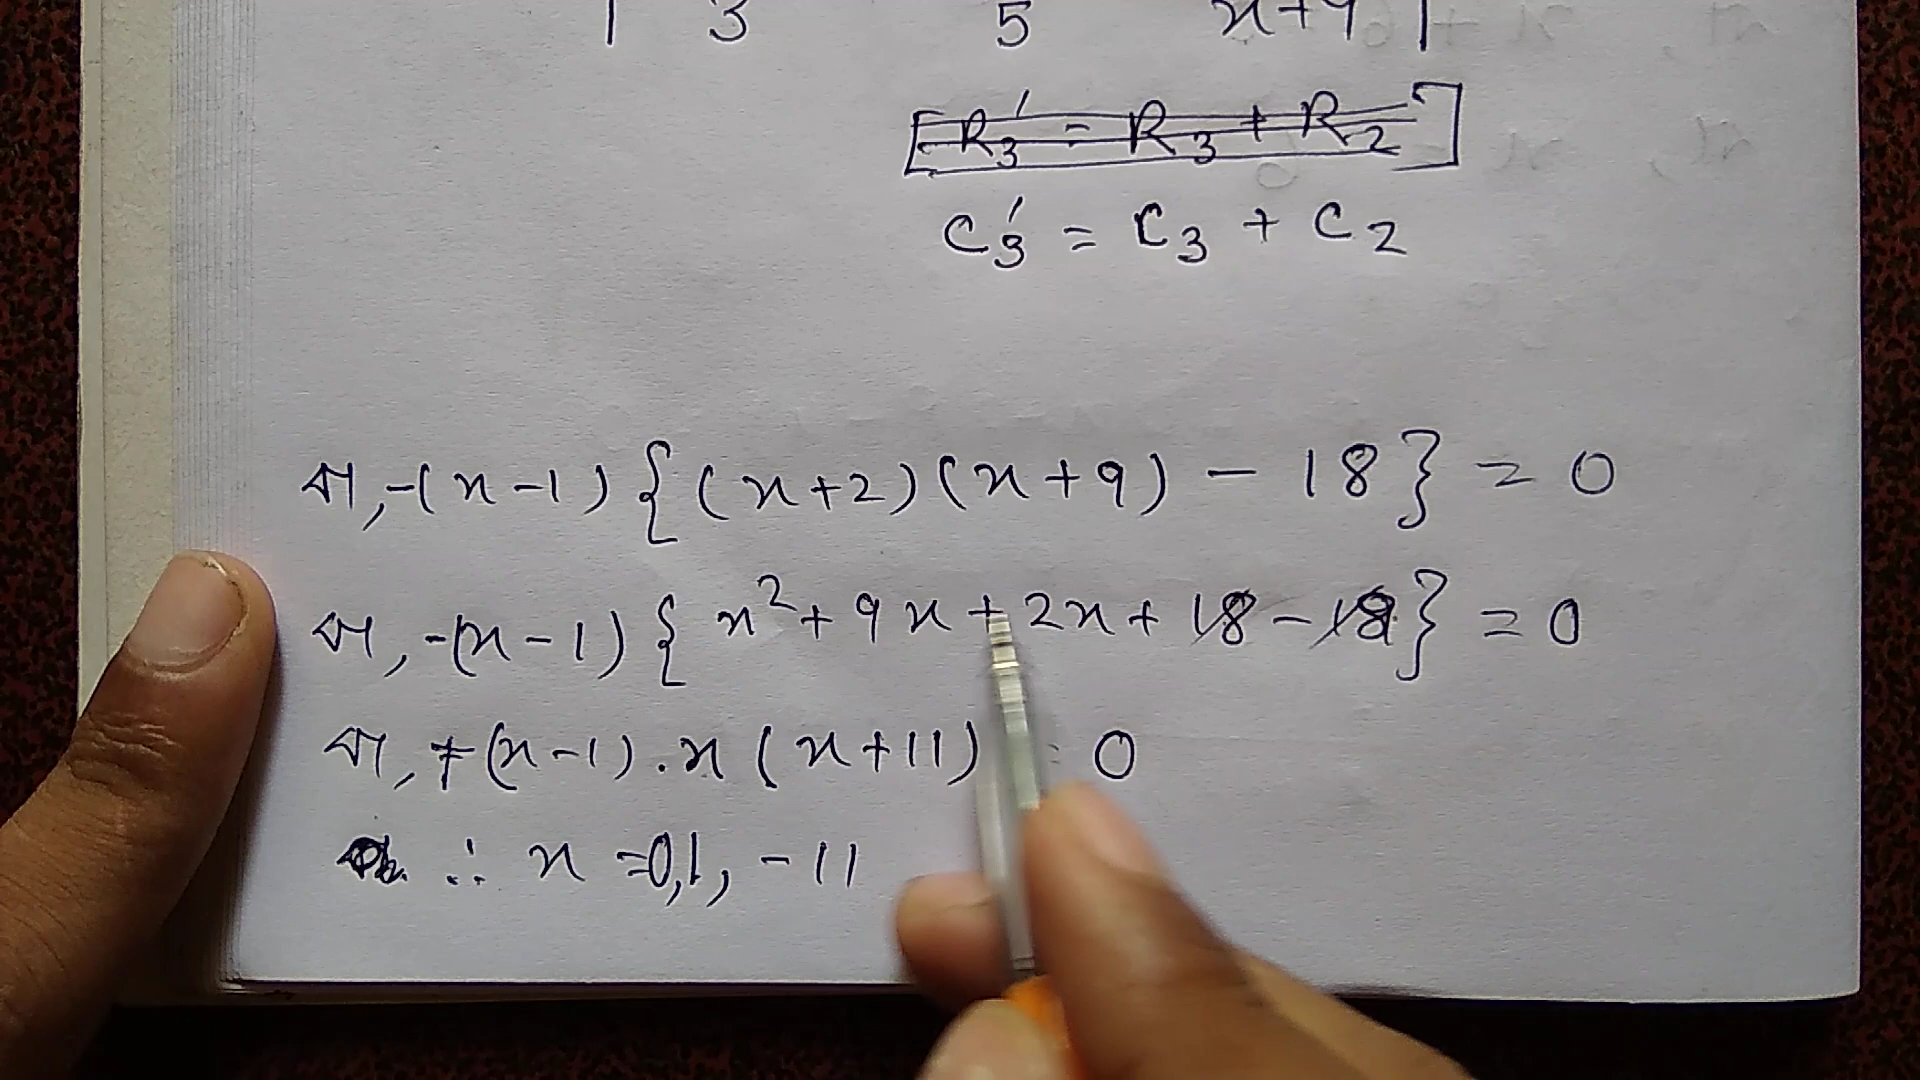 | 3 5 x+9 |
[R₃′ = R₃ + R₂]
C₃′ = C₃ + C₂
বা, -(x-1) { (x+2) (x+9) - 18 } = 0
বা, -(x-1) { x² + 9x + 2x + 18 - 18 } = 0
বা, -(x-1) . x (x+11) = 0
∴ x = 0, 1, -11